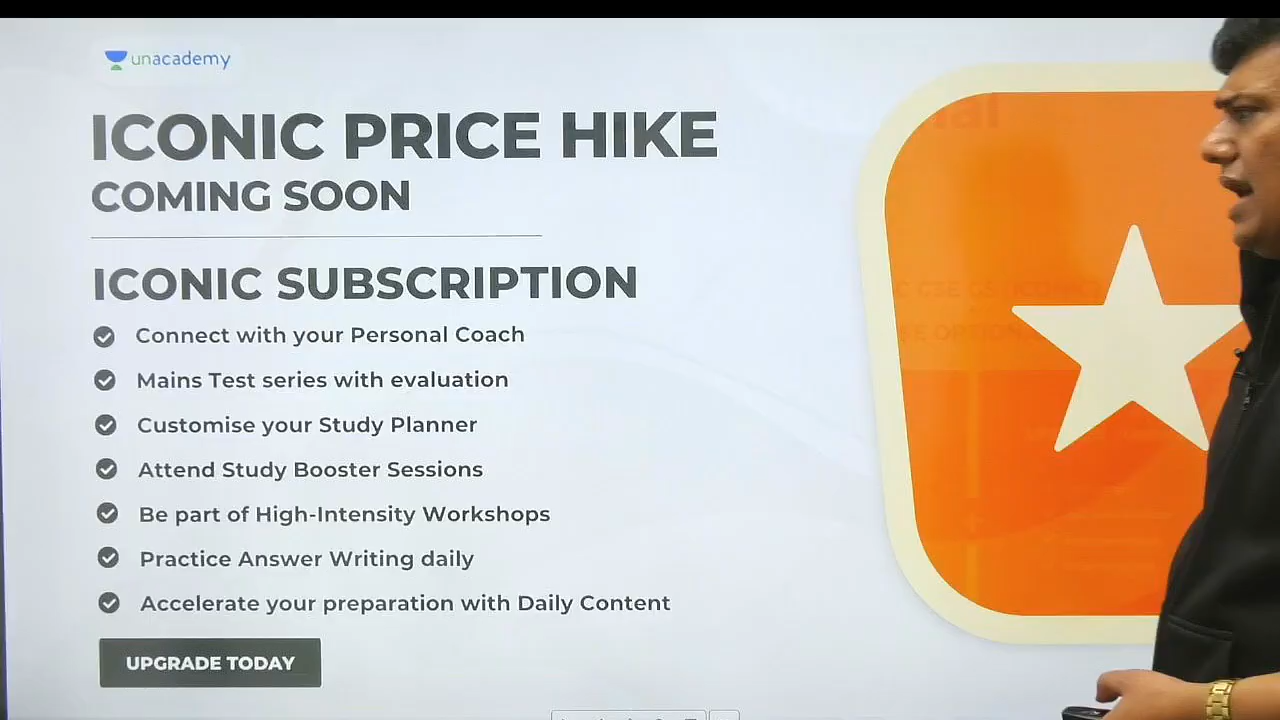 unacademy
ICONIC PRICE HIKE
COMING SOON
ICONIC SUBSCRIPTION
Connect with your Personal Coach
Mains Test series with evaluation
Customise your Study Planner
Attend Study Booster Sessions
Be part of High-Intensity Workshops
Practice Answer Writing daily
Accelerate your preparation with Daily Content
UPGRADE TODAY